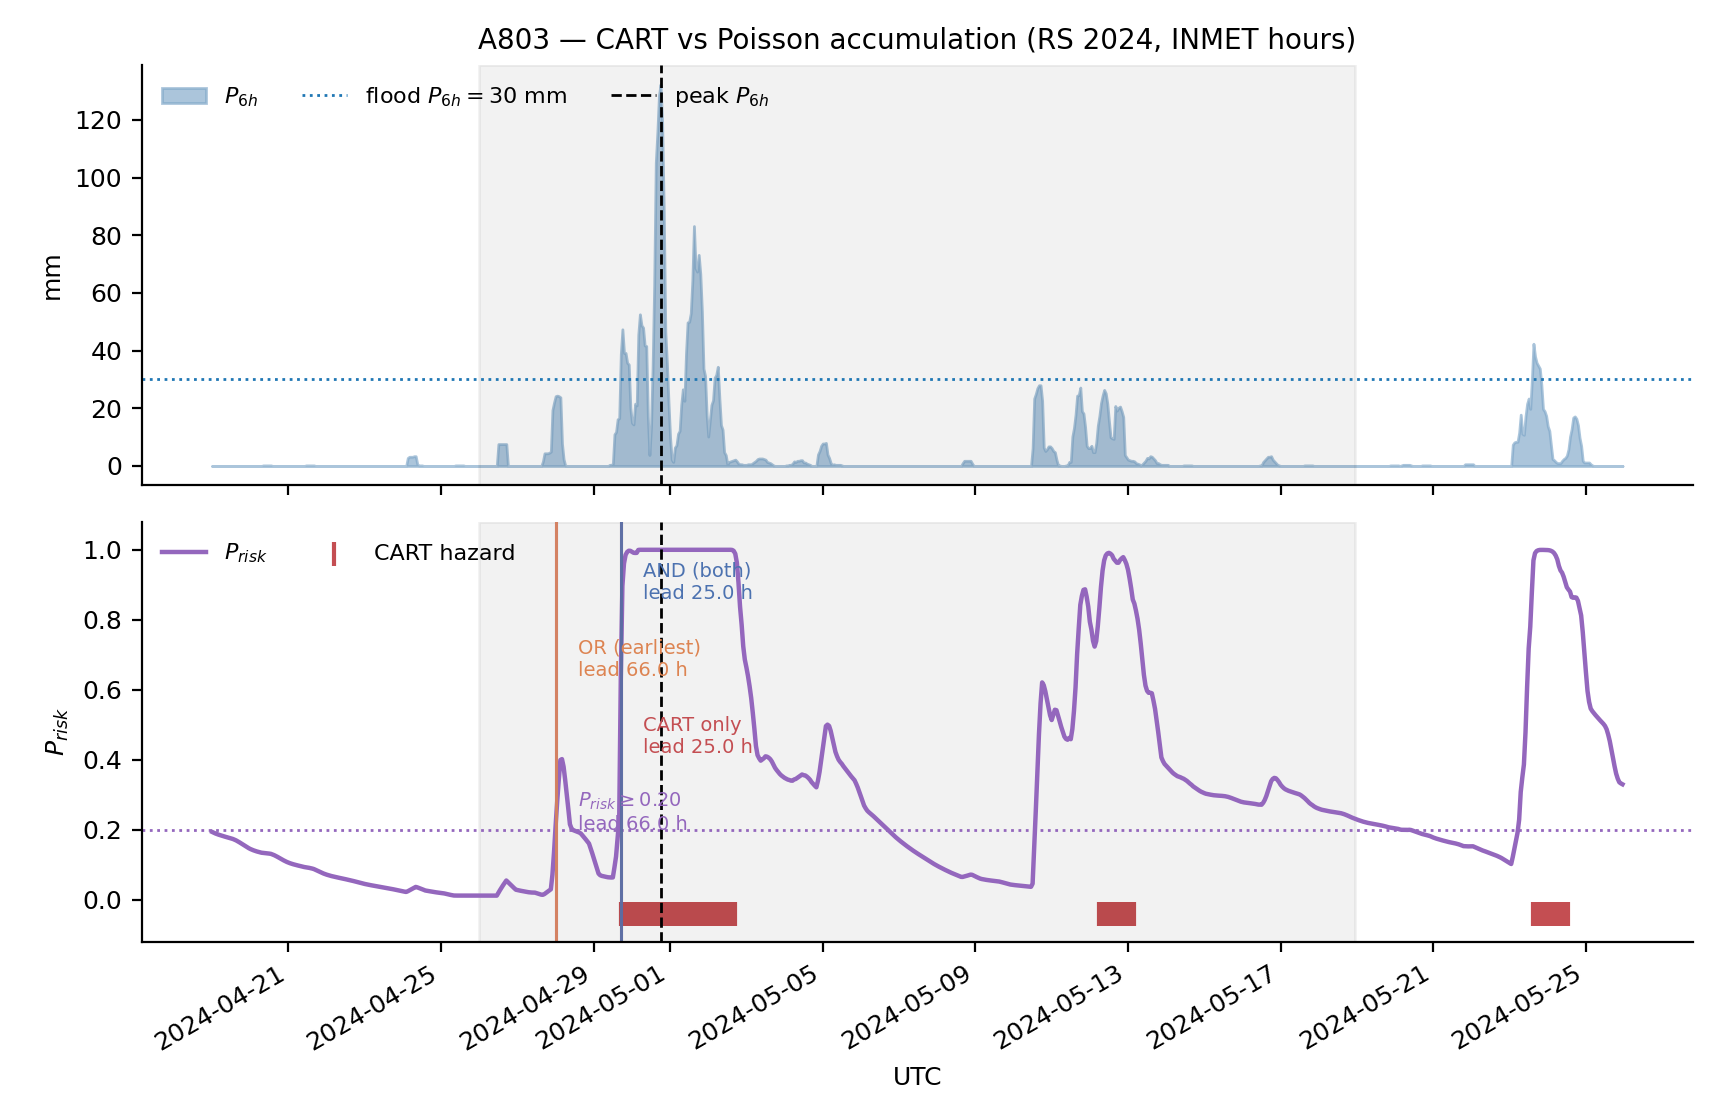 A803 — CART vs Poisson accumulation (RS 2024, INMET hours)
P6h
flood P6h = 30 mm
peak P6h
120
100
80
60
40
20
0
mm
Prisk
CART hazard
1.0
0.8
0.6
0.4
0.2
0.0
Prisk
AND (both)
lead 25.0 h
OR (earliest)
lead 66.0 h
CART only
lead 25.0 h
Prisk ≥ 0.20
lead 66.0 h
2024-04-21
2024-04-25
2024-04-29
2024-05-01
2024-05-05
2024-05-09
2024-05-13
2024-05-17
2024-05-21
2024-05-25
UTC